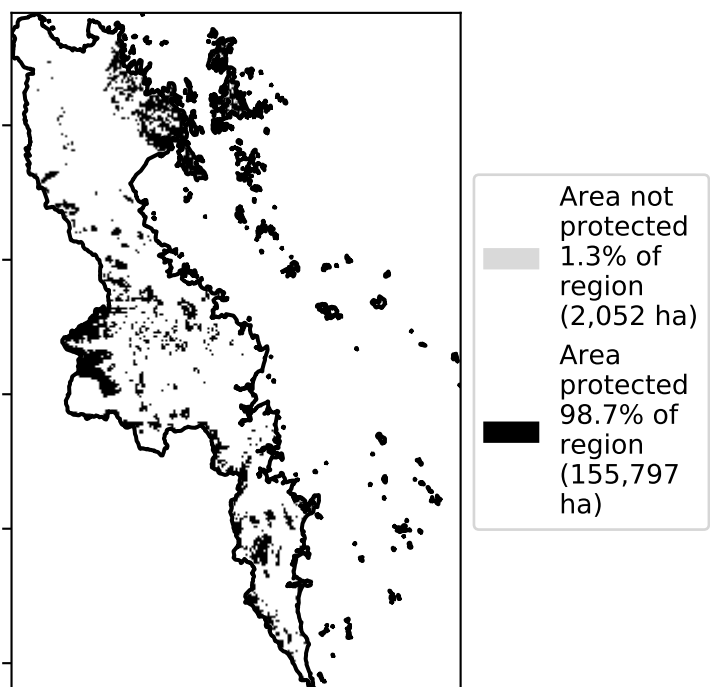 Area not
protected
1.3% of
region
(2,052 ha)
Area
protected
98.7% of
region
(155,797
ha)